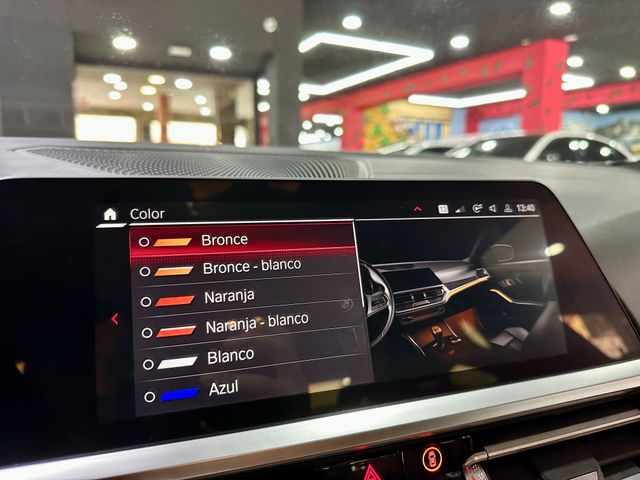 Color
13:40
Bronce
Bronce - blanco
Naranja
Naranja - blanco
Blanco
Azul